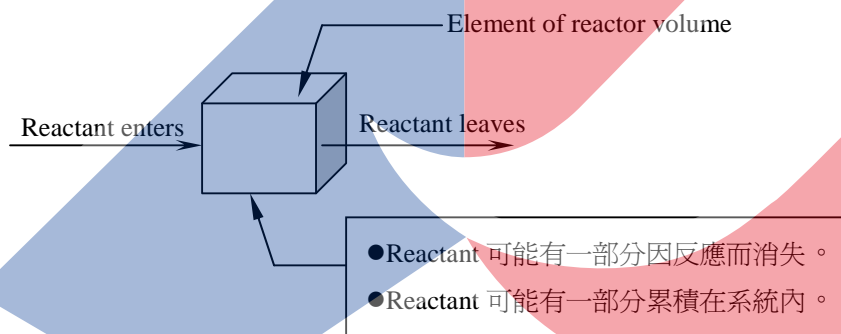 Element of reactor volume
Reactant enters
Reactant leaves
●Reactant 可能有一部分因反應而消失。
●Reactant 可能有一部分累積在系統內。